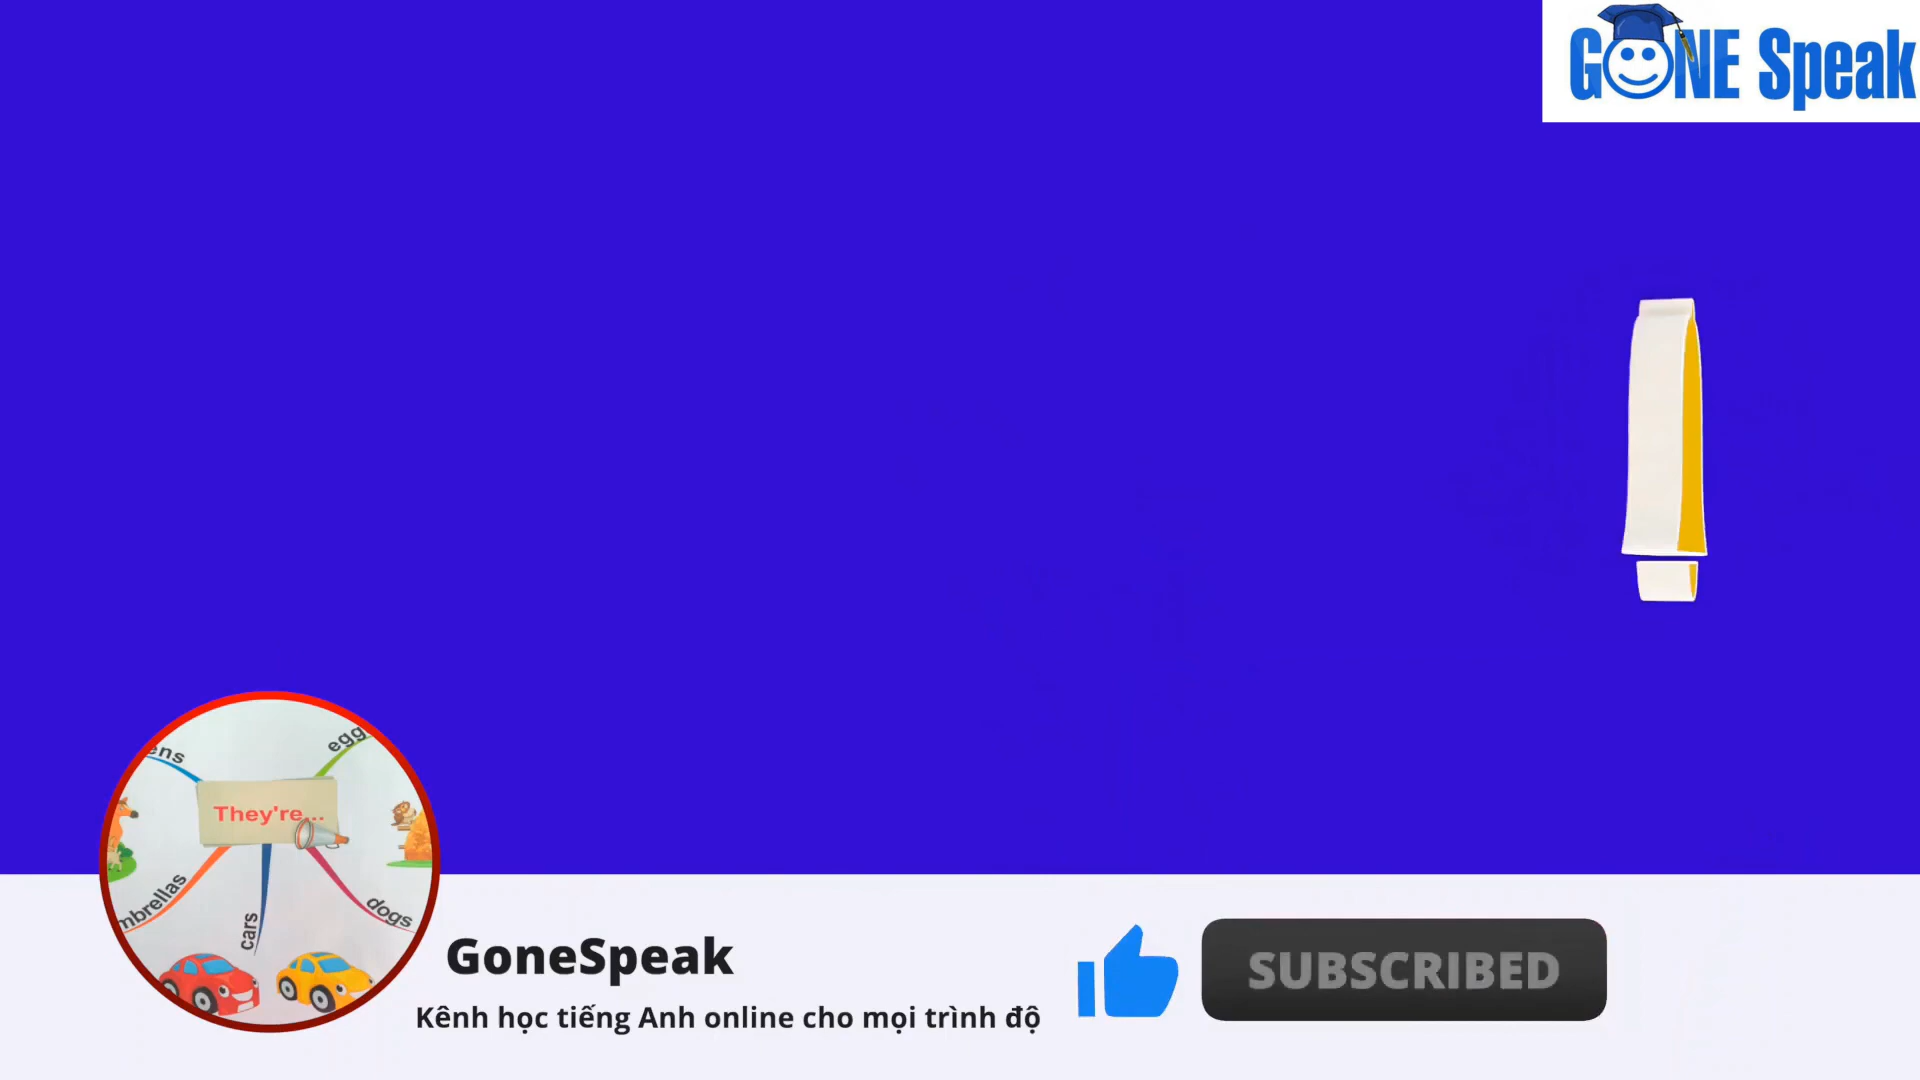 GONE Speak
ens
egg
They're...
mbrellas
cars
dogs
GoneSpeak
Kênh học tiếng Anh online cho mọi trình độ
SUBSCRIBED